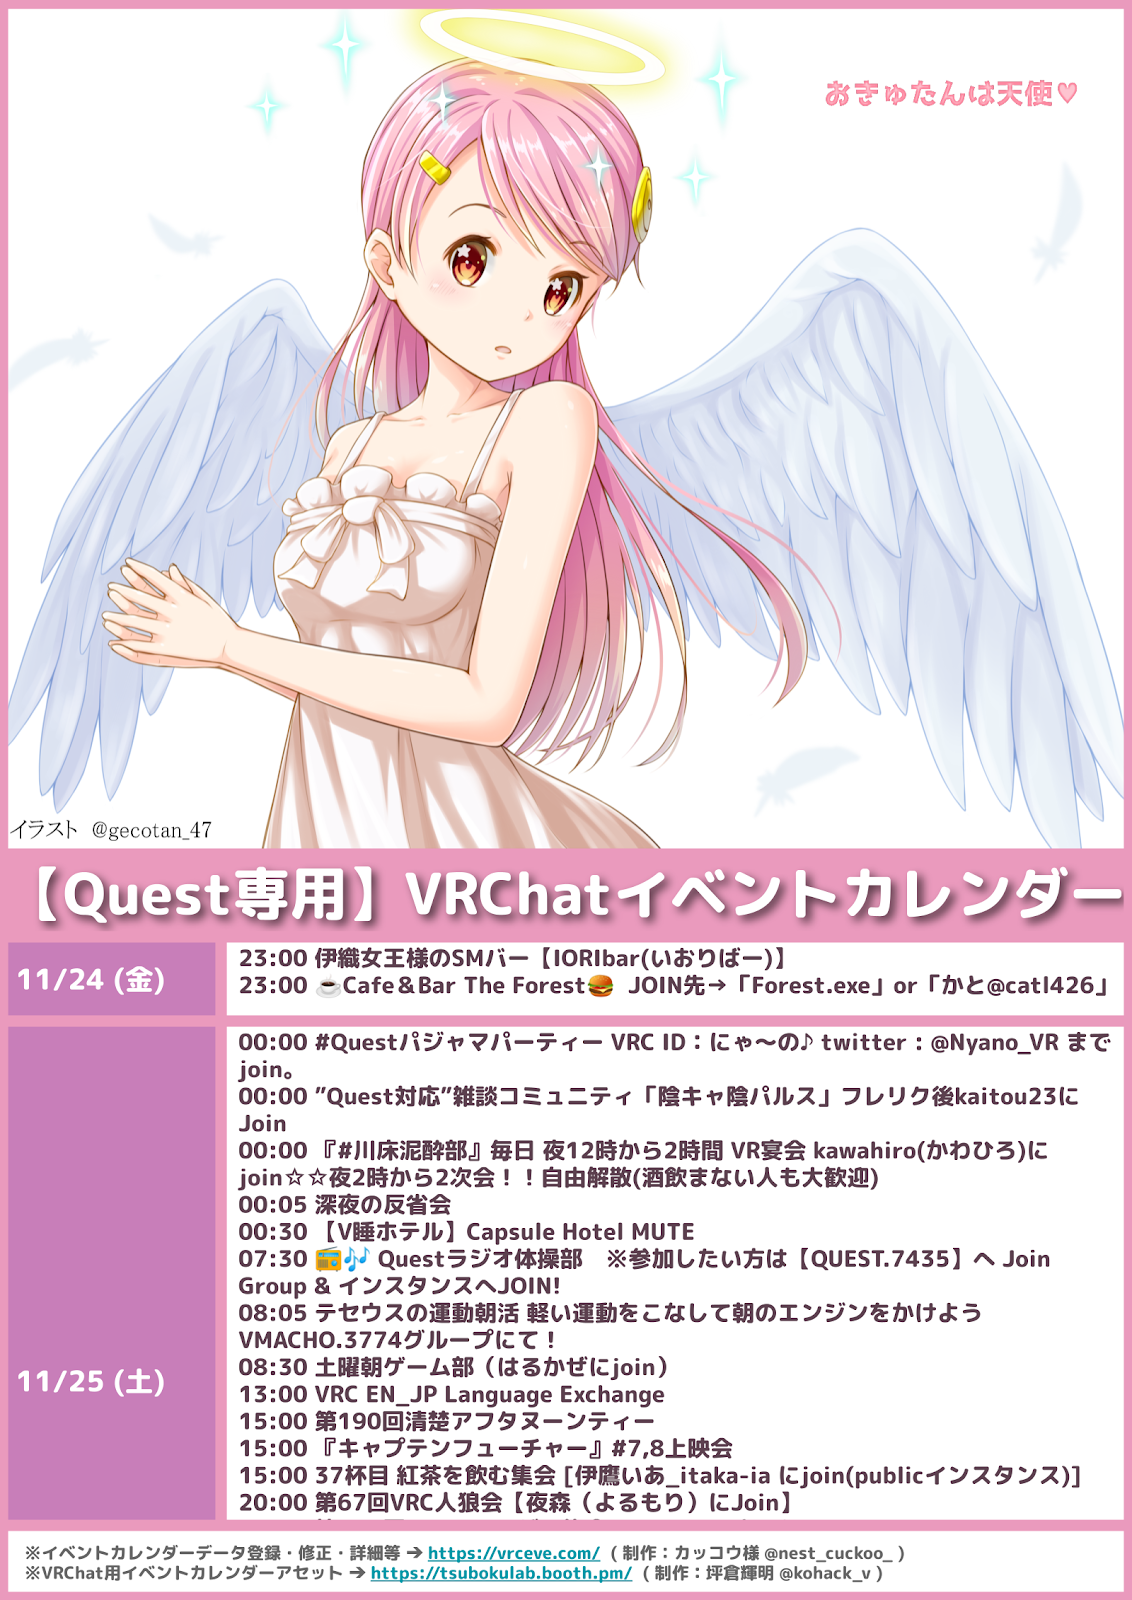 おきゅたんは天使♥
イラスト @gecotan_47
【Quest専用】VRChatイベントカレンダー
11/24 (金)
23:00 伊織女王様のSMバー【IORIbar(いおりばー)】
23:00 ☕Cafe＆Bar The Forest🍔 JOIN先→「Forest.exe」or「かと@catl426」
11/25 (土)
00:00 #Questパジャマパーティー VRC ID：にゃ～の♪ twitter：@Nyano_VR まで
join。
00:00 ”Quest対応”雑談コミュニティ「陰キャ陰パルス」フレリク後kaitou23に
Join
00:00 『#川床泥酔部』毎日 夜12時から2時間 VR宴会 kawahiro(かわひろ)に
join☆☆夜2時から2次会！！自由解散(酒飲まない人も大歓迎)
00:05 深夜の反省会
00:30 【V睡ホテル】Capsule Hotel MUTE
07:30 📻🎶 Questラジオ体操部　※参加したい方は【QUEST.7435】へ Join
Group & インスタンスへJOIN!
08:05 テセウスの運動朝活 軽い運動をこなして朝のエンジンをかけよう
VMACHO.3774グループにて！
08:30 土曜朝ゲーム部（はるかぜにjoin）
13:00 VRC EN_JP Language Exchange
15:00 第190回清楚アフタヌーンティー
15:00 『キャプテンフューチャー』#7,8上映会
15:00 37杯目 紅茶を飲む集会 [伊鷹いあ_itaka-ia にjoin(publicインスタンス)]
20:00 第67回VRC人狼会【夜森（よるもり）にJoin】
※イベントカレンダーデータ登録・修正・詳細等 ➔ https://vrceve.com/ （ 制作：カッコウ様 @nest_cuckoo_ ）
※VRChat用イベントカレンダーアセット ➔ https://tsubokulab.booth.pm/ （ 制作：坪倉輝明 @kohack_v ）